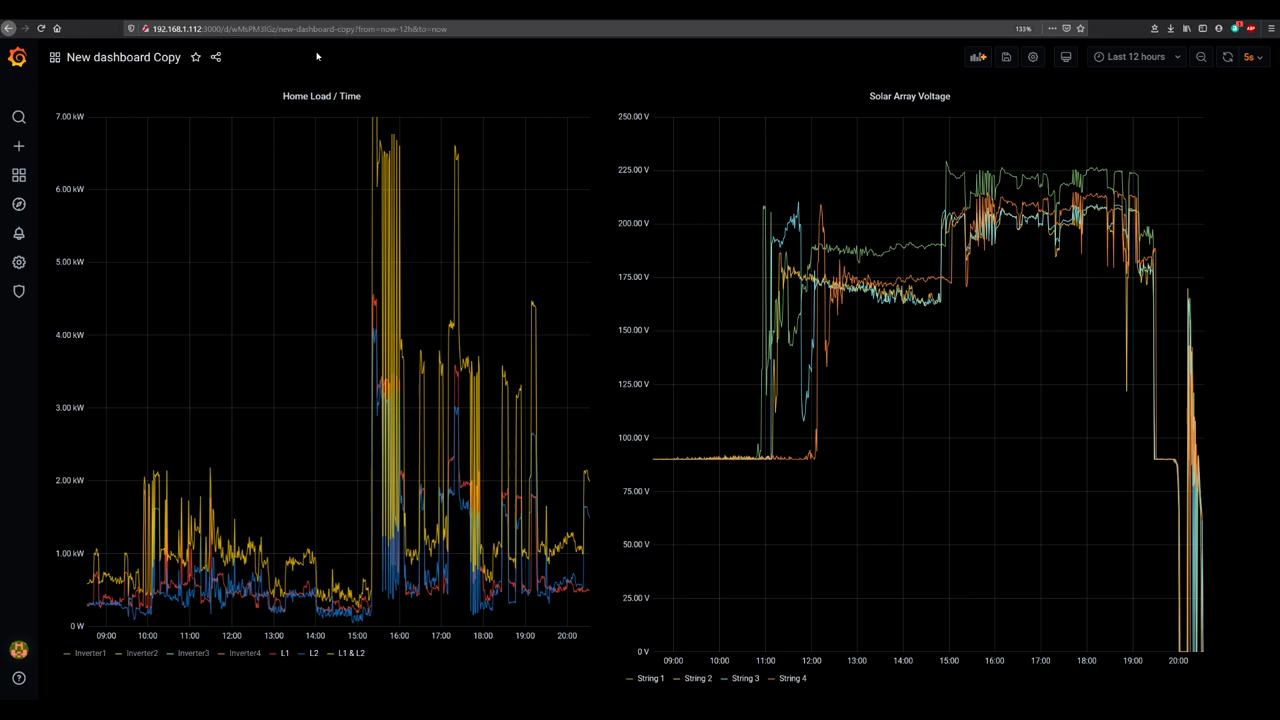 192.168.1.112:3000/d/wMsPM3lGz/new-dashboard-copy?from=now-12h&to=now
133%
New dashboard Copy
Last 12 hours
5s
Home Load / Time
7.00 kW
6.00 kW
5.00 kW
4.00 kW
3.00 kW
2.00 kW
1.00 kW
0 W
09:00 10:00 11:00 12:00 13:00 14:00 15:00 16:00 17:00 18:00 19:00 20:00
Inverter1 Inverter2 Inverter3 Inverter4 L1 L2 L1 & L2
Solar Array Voltage
250.00 V
225.00 V
200.00 V
175.00 V
150.00 V
125.00 V
100.00 V
75.00 V
50.00 V
25.00 V
0 V
09:00 10:00 11:00 12:00 13:00 14:00 15:00 16:00 17:00 18:00 19:00 20:00
String 1 String 2 String 3 String 4